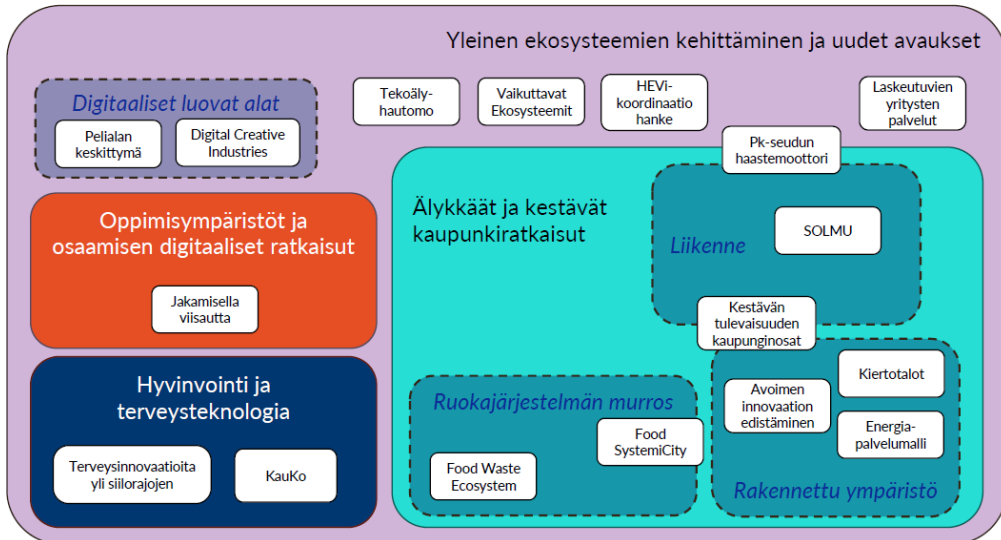 Yleinen ekosysteemien kehittäminen ja uudet avaukset
Digitaaliset luovat alat
Pelialan
keskittymä
Digital Creative
Industries
Tekoäly-
hautomo
Vaikuttavat
Ekosysteemit
HEVi-
koordinaatio
hanke
Laskeutuvien
yritysten
palvelut
Pk-seudun
haastemoottori
Oppimisympäristöt ja
osaamisen digitaaliset ratkaisut
Jakamisella
viisautta
Älykkäät ja kestävät
kaupunkiratkaisut
SOLMU
Liikenne
Kestävän
tulevaisuuden
kaupunginosat
Hyvinvointi ja
terveysteknologia
Terveysinnovaatioita
yli siilorajojen
KauKo
Ruokajärjestelmän murros
Food
SystemiCity
Food Waste
Ecosystem
Avoimen
innovaation
edistäminen
Kiertotalot
Energia-
palvelumalli
Rakennettu ympäristö